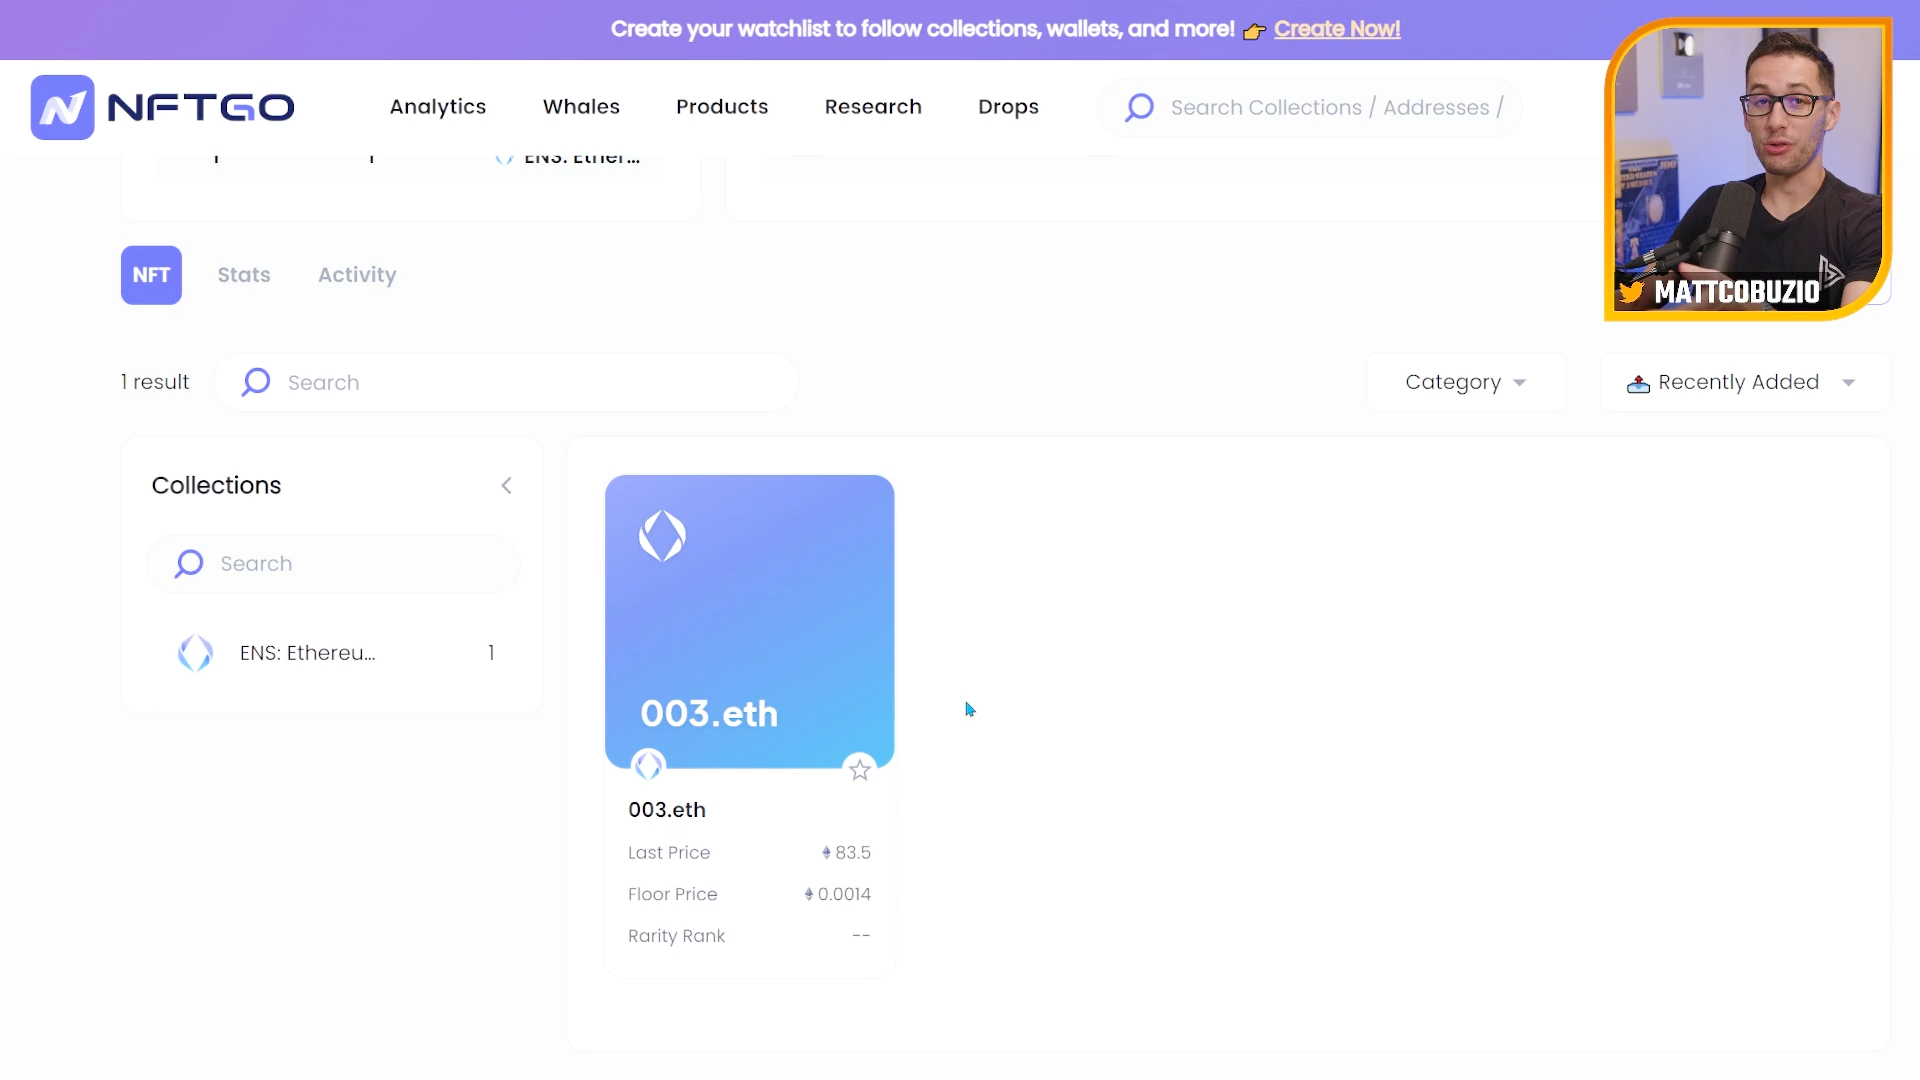 Create your watchlist to follow collections, wallets, and more! 👉 Create Now!
NFTGO
Analytics
Whales
Products
Research
Drops
Search Collections / Addresses /
ENS: Ether...
NFT
Stats
Activity
MATTCOBUZIO
1 result
Search
Category
Recently Added
Collections
Search
ENS: Ethereu...
1
003.eth
003.eth
Last Price
83.5
Floor Price
0.0014
Rarity Rank
--